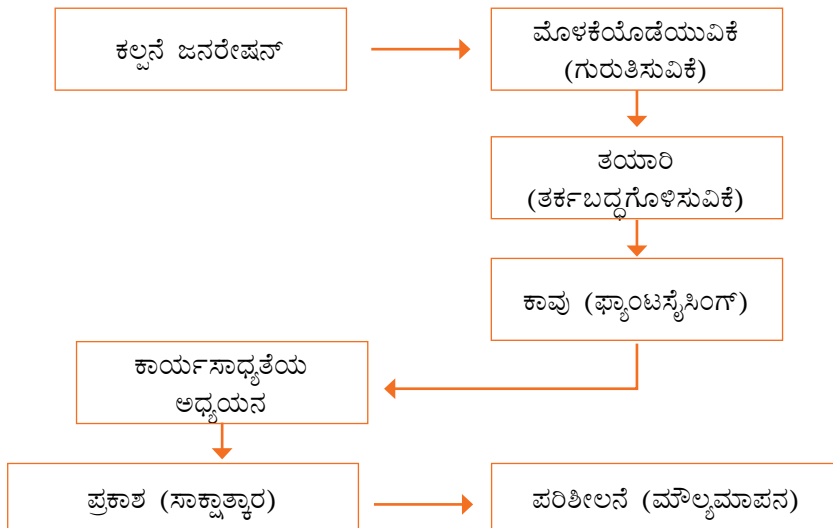 ಕಲ್ಪನೆ ಜನರೇಷನ್
ಮೊಳಕೆಯೊಡೆಯುವಿಕೆ
(ಗುರುತಿಸುವಿಕೆ)
ತಯಾರಿ
(ತರ್ಕಬದ್ಧಗೊಳಿಸುವಿಕೆ)
ಕಾವು (ಫ್ಯಾಂಟಸೈಸಿಂಗ್)
ಕಾರ್ಯಸಾಧ್ಯತೆಯ
ಅಧ್ಯಯನ
ಪ್ರಕಾಶ (ಸಾಕ್ಷಾತ್ಕಾರ)
ಪರಿಶೀಲನೆ (ಮೌಲ್ಯಮಾಪನ)